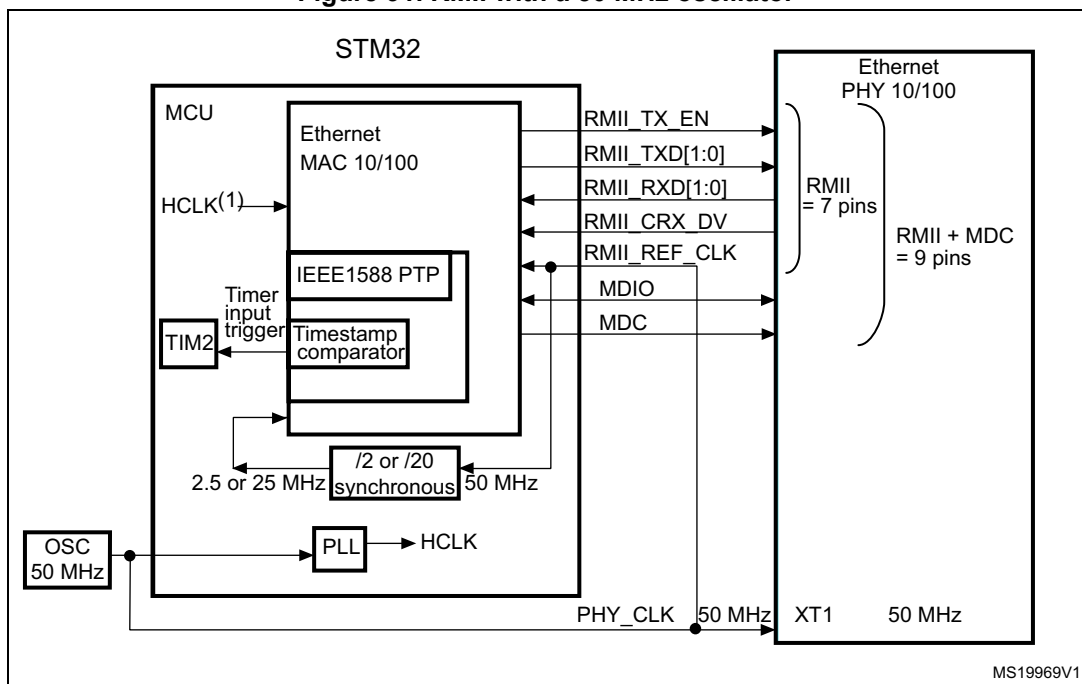 RMII with a 50 MHz oscillator
STM32
MCU
Ethernet
MAC 10/100
HCLK(1)
IEEE1588 PTP
Timer
input
trigger
TIM2
Timestamp
comparator
/2 or /20
synchronous
2.5 or 25 MHz
50 MHz
OSC
50 MHz
PLL
HCLK
RMII_TX_EN
RMII_TXD[1:0]
RMII_RXD[1:0]
RMII_CRX_DV
RMII_REF_CLK
MDIO
MDC
Ethernet
PHY 10/100
RMII
= 7 pins
RMII + MDC
= 9 pins
PHY_CLK 50 MHz
XT1
50 MHz
MS19969V1